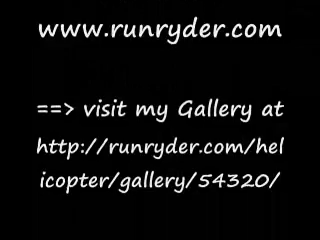 www.runryder.com
==> visit my Gallery at
http://runryder.com/hel
icopter/gallery/54320/